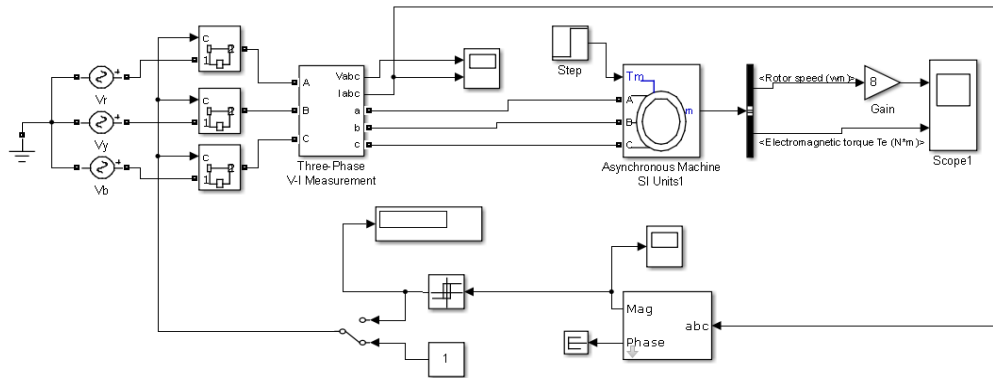 c
1
2
Vr
+
c
1
2
Vy
+
c
1
2
Vb
+
A
B
C
Vabc
Iabc
a
b
c
Three-Phase
V-I Measurement
Step
Tm
A
B
C
m
Asynchronous Machine
SI Units1
<Rotor speed (wm)>
8
Gain
<Electromagnetic torque Te (N*m)>
Scope1
Mag
abc
Phase
1